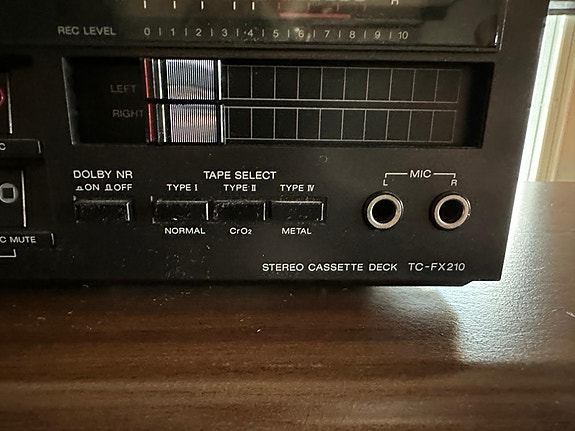 REC LEVEL 0 1 2 3 4 5 6 7 8 9 10
LEFT
RIGHT
DOLBY NR
ON OFF
TAPE SELECT
TYPE I TYPE II TYPE IV
NORMAL CrO₂ METAL
MIC
L R
C MUTE
STEREO CASSETTE DECK TC-FX210